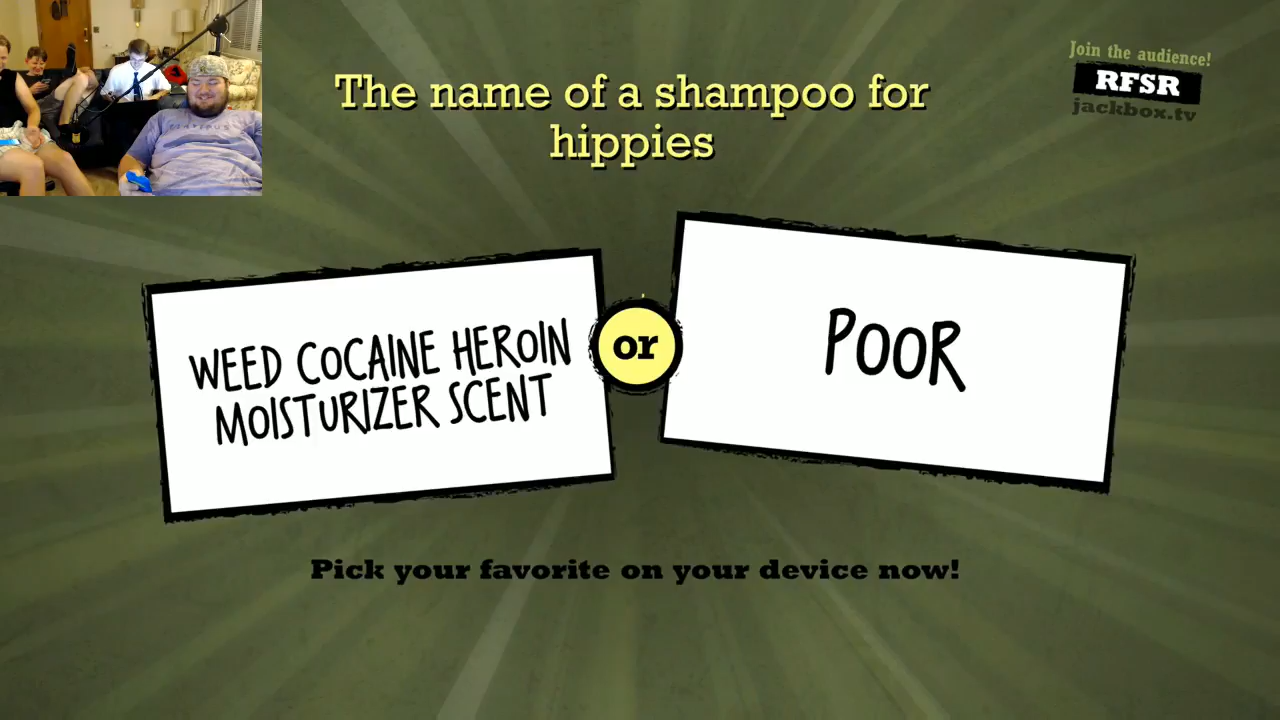 The name of a shampoo for
hippies
Join the audience!
RFSR
jackbox.tv
WEED COCAINE HEROIN
MOISTURIZER SCENT
or
POOR
Pick your favorite on your device now!